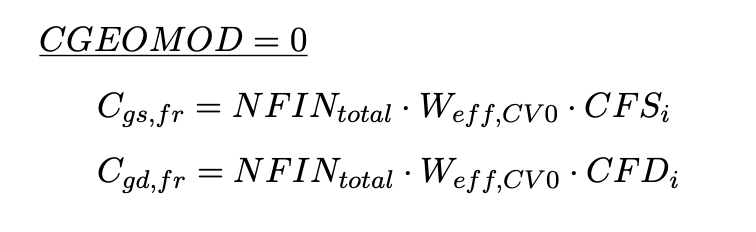 CGEOMOD = 0
C_{gs,fr} = NFIN_{total} · W_{eff,CV0} · CFS_i
C_{gd,fr} = NFIN_{total} · W_{eff,CV0} · CFD_i